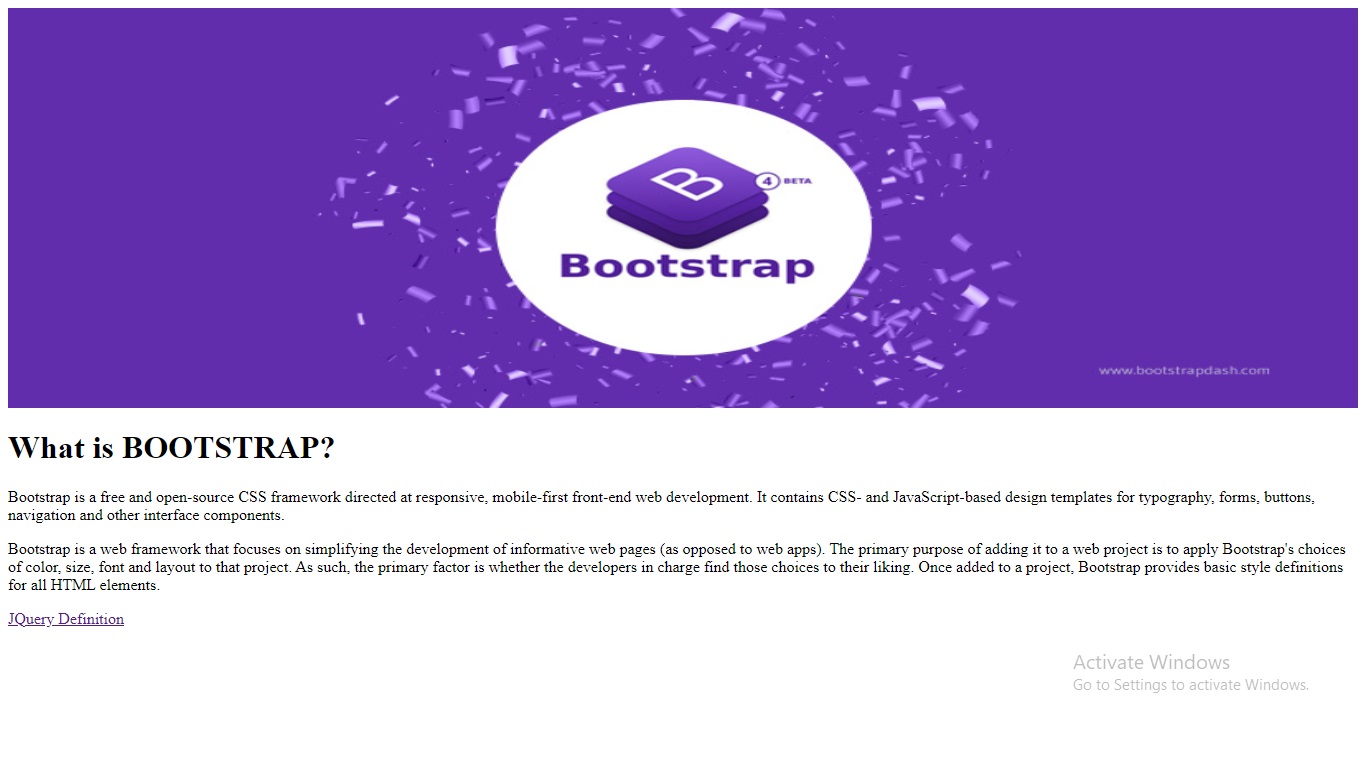 B
4 BETA
Bootstrap
www.bootstrapdash.com
What is BOOTSTRAP?
Bootstrap is a free and open-source CSS framework directed at responsive, mobile-first front-end web development. It contains CSS- and JavaScript-based design templates for typography, forms, buttons,
navigation and other interface components.
Bootstrap is a web framework that focuses on simplifying the development of informative web pages (as opposed to web apps). The primary purpose of adding it to a web project is to apply Bootstrap's choices
of color, size, font and layout to that project. As such, the primary factor is whether the developers in charge find those choices to their liking. Once added to a project, Bootstrap provides basic style definitions
for all HTML elements.
JQuery Definition
Activate Windows
Go to Settings to activate Windows.